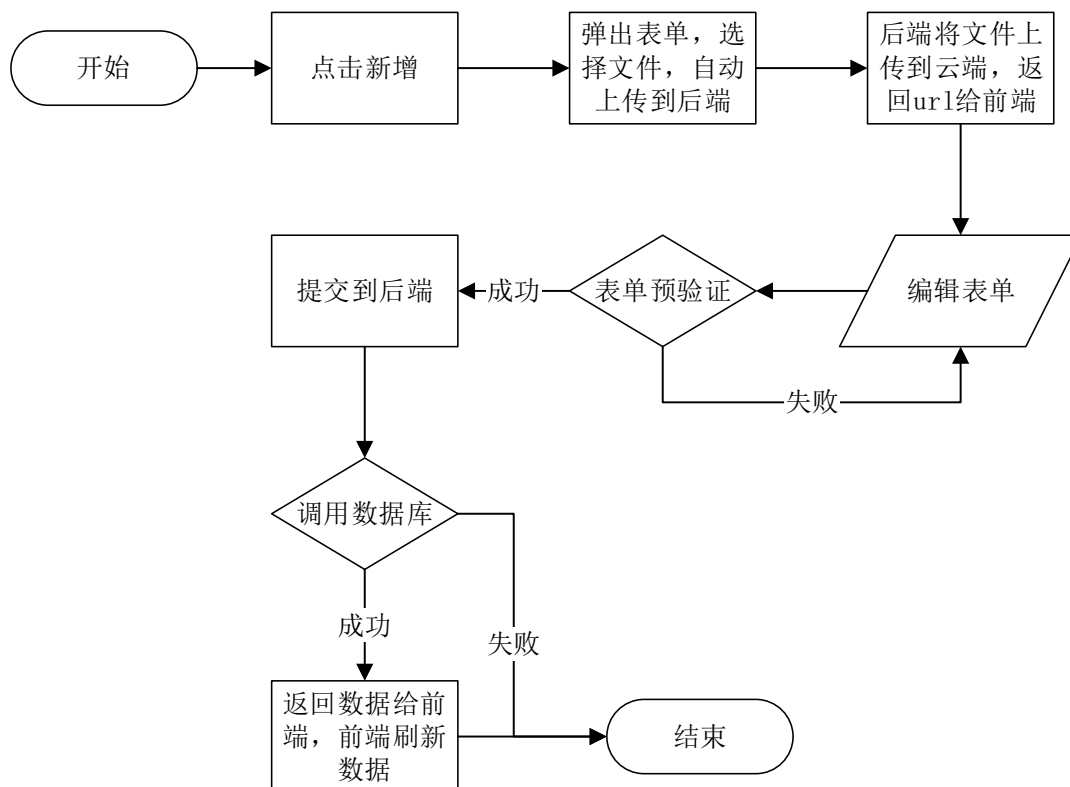 开始
点击新增
弹出表单，选
择文件，自动
上传到后端
后端将文件上
传到云端，返
回url给前端
提交到后端
成功
表单预验证
编辑表单
失败
调用数据库
成功
失败
返回数据给前
端，前端刷新
数据
结束